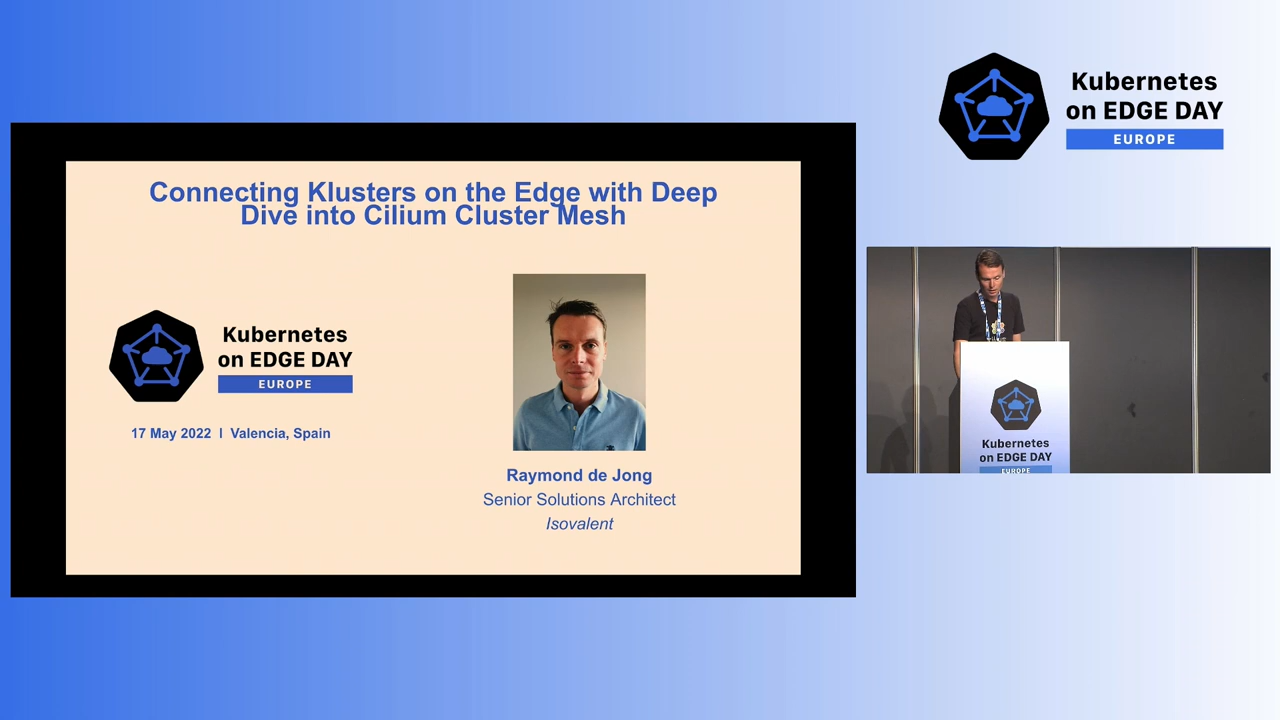 Kubernetes
on EDGE DAY
EUROPE
Connecting Klusters on the Edge with Deep
Dive into Cilium Cluster Mesh
Kubernetes
on EDGE DAY
EUROPE
17 May 2022 | Valencia, Spain
Raymond de Jong
Senior Solutions Architect
Isovalent
Kubernetes
on EDGE DAY
EUROPE